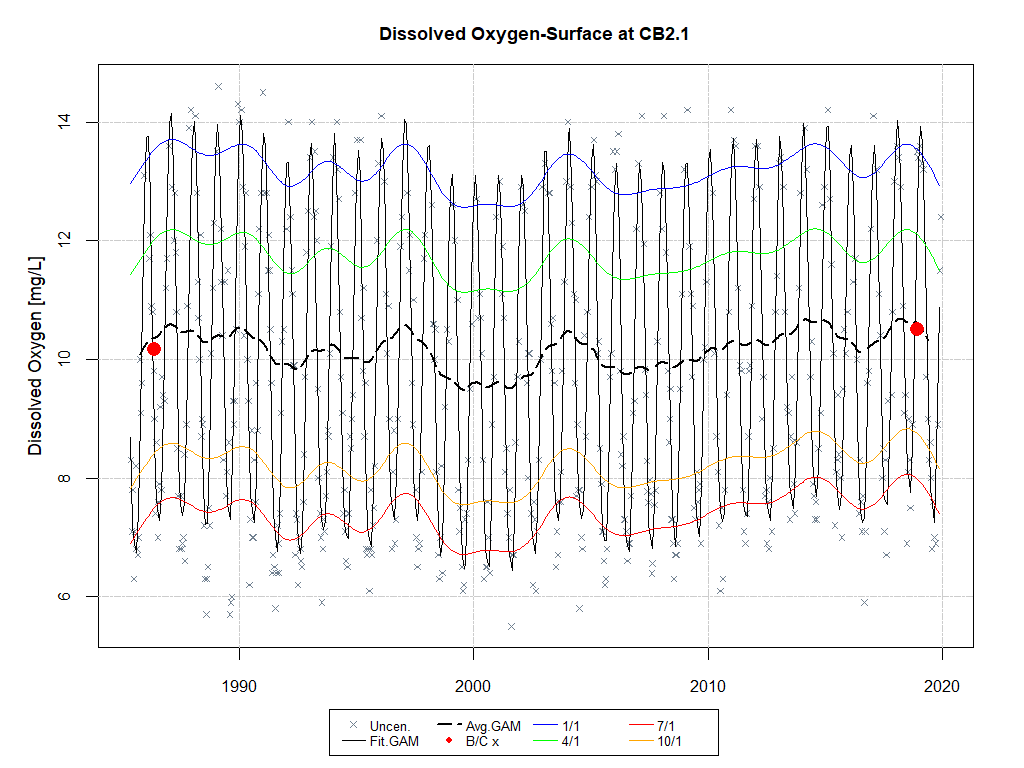 Dissolved Oxygen-Surface at CB2.1
Dissolved Oxygen [mg/L]
14
12
10
8
6
1990 2000 2010 2020
Uncen. Avg.GAM 1/1 7/1
Fit.GAM B/C x 4/1 10/1